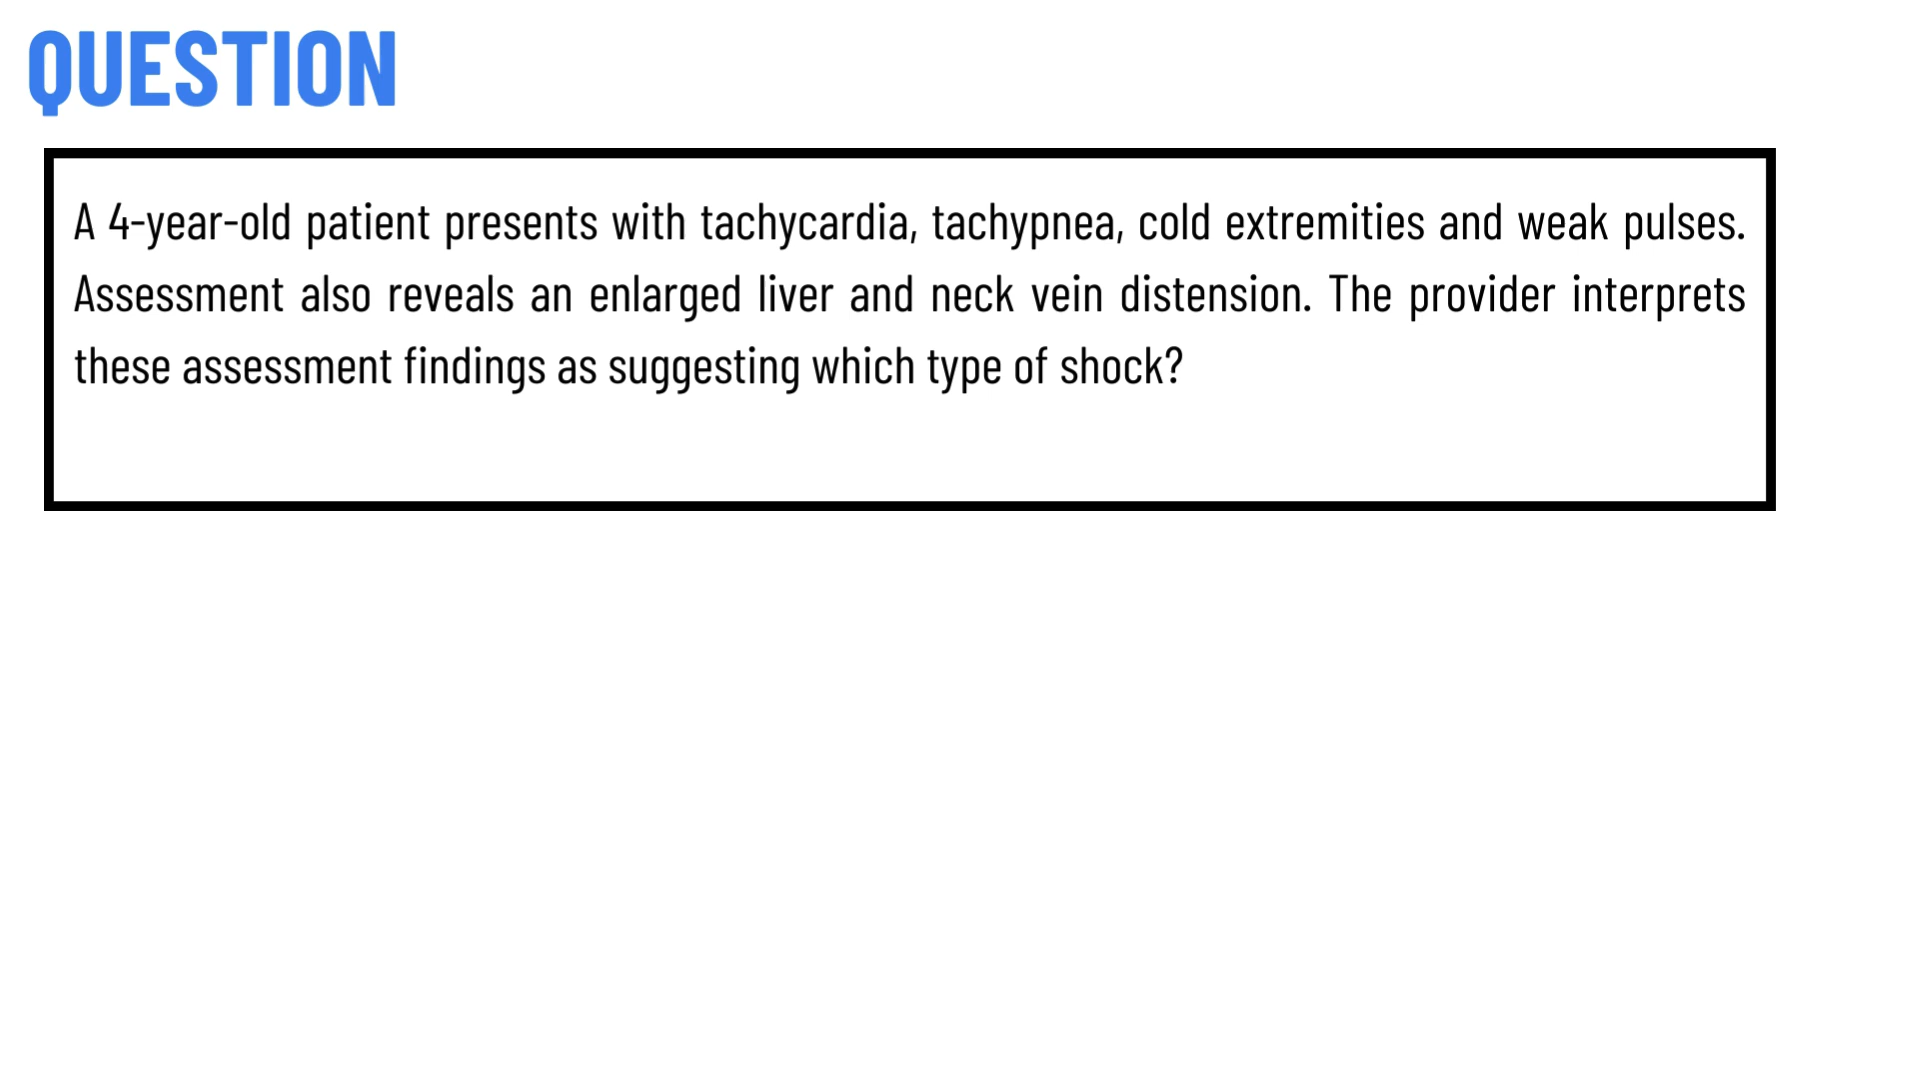 QUESTION
A 4-year-old patient presents with tachycardia, tachypnea, cold extremities and weak pulses.
Assessment also reveals an enlarged liver and neck vein distension. The provider interprets
these assessment findings as suggesting which type of shock?